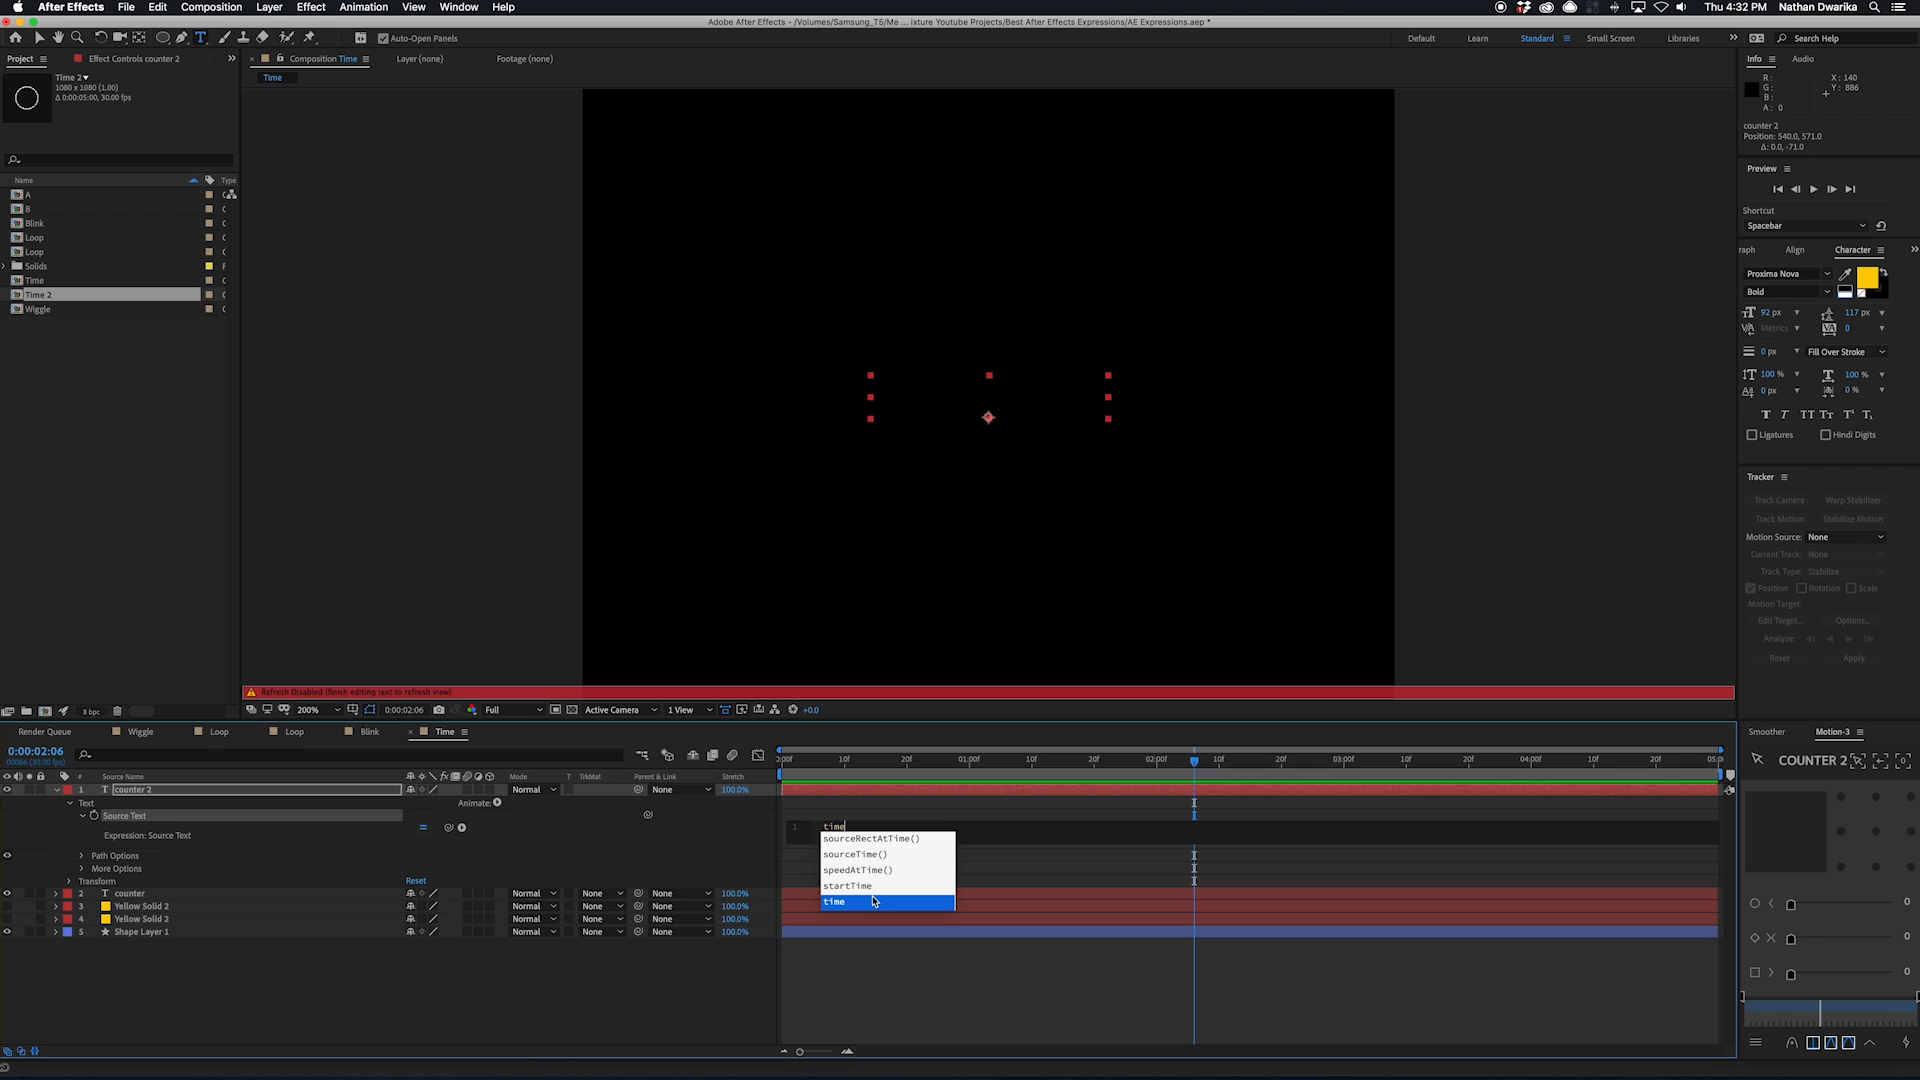 After Effects File Edit Composition Layer Effect Animation View Window Help
Thu 4:32 PM Nathan Dwarika
Adobe After Effects - /Volumes/Samsung_T5/Me ... ixture Youtube Projects/Best After Effects Expressions/AE Expressions.aep *
Auto-Open Panels
Default Learn Standard Small Screen Libraries Search Help
Project Effect Controls counter 2
Composition Time Layer (none) Footage (none)
Time
Time 2
1080 x 1080 (1.00)
Δ 0:00:05:00, 30.00 fps
Name Type
A
B
Blink
Loop
Loop
Solids
Time
Time 2
Wiggle
8 bpc
Refresh Disabled (finish editing text to refresh view)
200% 0:00:02:06 Full Active Camera 1 View +0.0
Info Audio
R:
G:
B:
A: 0
X: 140
Y: 886
counter 2
Position: 540.0, 571.0
Δ: 0.0, -71.0
Preview
Shortcut
Spacebar
raph Align Character
Proxima Nova
Bold
92 px 117 px
Metrics 0
0 px Fill Over Stroke
100 % 100 %
0 px 0 %
Ligatures Hindi Digits
Tracker
Track Camera Warp Stabilizer
Track Motion Stabilize Motion
Motion Source: None
Current Track: None
Track Type: Stabilize
Position Rotation Scale
Motion Target:
Edit Target... Options...
Analyze:
Reset Apply
Render Queue Wiggle Loop Loop Blink Time
0:00:02:06
00066 (30.00 fps)
# Source Name Mode T TrkMat Parent & Link Stretch
0:00f 10f 20f 01:00f 10f 20f 02:00f 10f 20f 03:00f 10f 20f 04:00f 10f 20f 05:0
1 counter 2 Normal None 100.0%
Text Animate:
Source Text
Expression: Source Text
Path Options
More Options
Transform Reset
2 counter Normal None None 100.0%
3 Yellow Solid 2 Normal None None 100.0%
4 Yellow Solid 2 Normal None None 100.0%
5 Shape Layer 1 Normal None None 100.0%
1 time
sourceRectAtTime()
sourceTime()
speedAtTime()
startTime
time
Smoother Motion-3
COUNTER 2
0
0
0